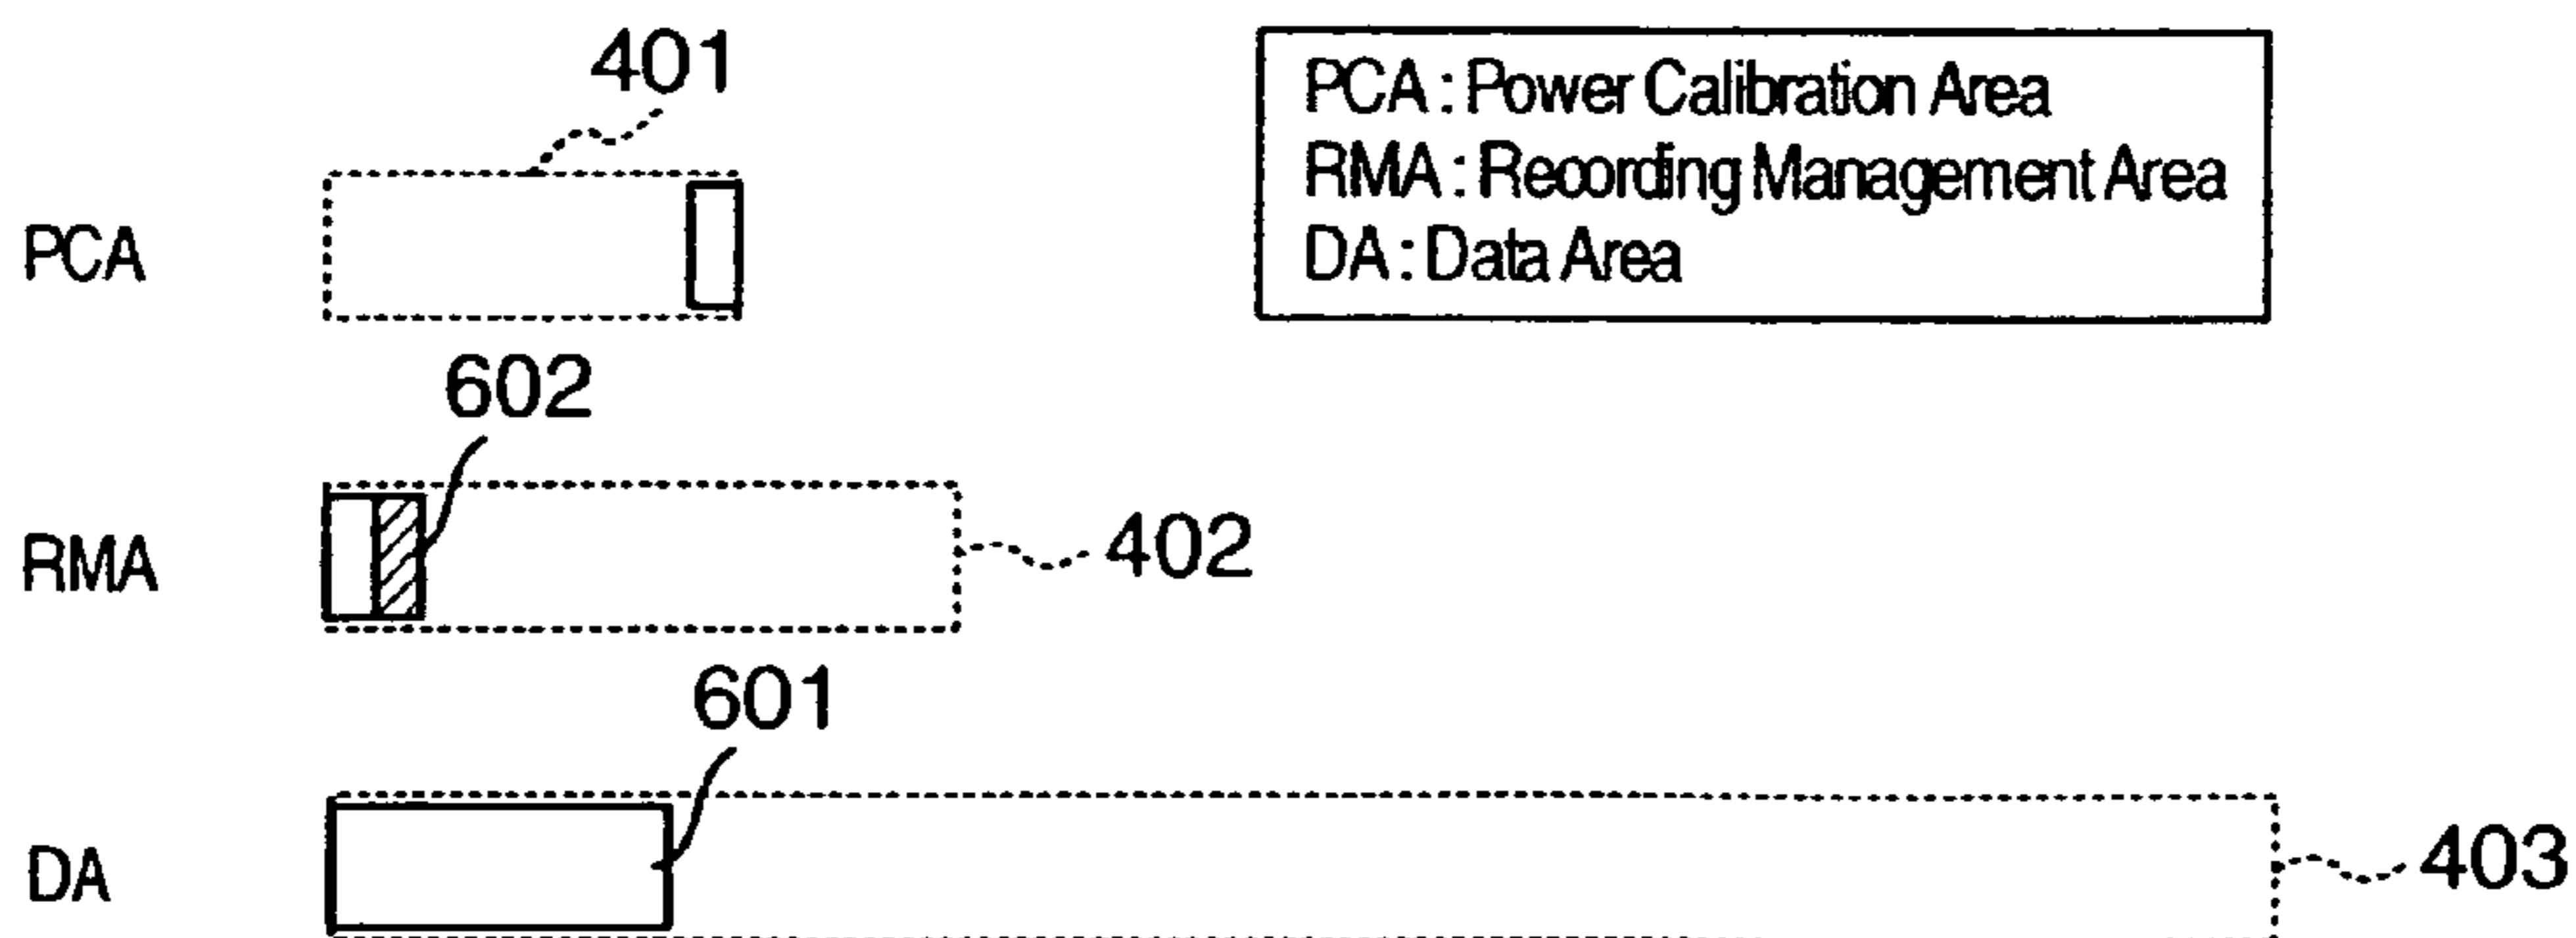 401
PCA : Power Calibration Area
RMA : Recording Management Area
DA : Data Area
PCA
602
RMA
402
601
DA
403